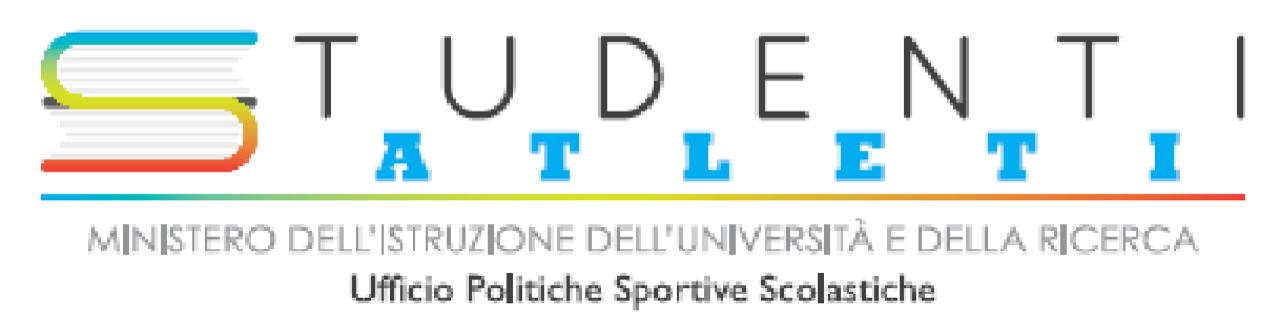 STUDENTI
ATLETI
MINISTERO DELL'ISTRUZIONE DELL'UNIVERSITÀ E DELLA RICERCA
Ufficio Politiche Sportive Scolastiche